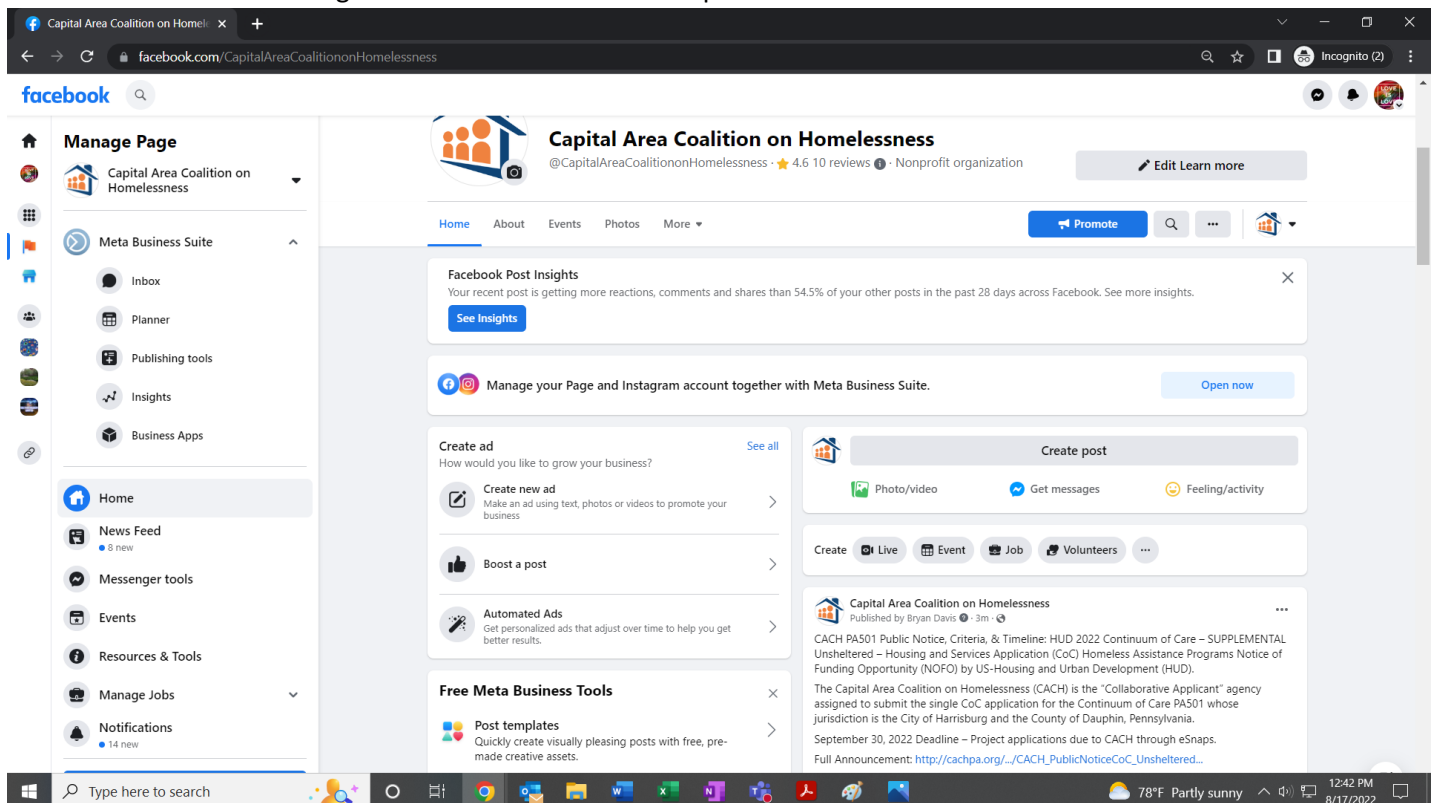 Capital Area Coalition on Homele
facebook.com/CapitalAreaCoalitiononHomelessness
Incognito (2)
facebook
LOVE
IS
LOV
Manage Page
Capital Area Coalition on
Homelessness
Meta Business Suite
Inbox
Planner
Publishing tools
Insights
Business Apps
Home
News Feed
8 new
Messenger tools
Events
Resources & Tools
Manage Jobs
Notifications
14 new
Capital Area Coalition on Homelessness
@CapitalAreaCoalitiononHomelessness · 4.6 10 reviews · Nonprofit organization
Edit Learn more
Home About Events Photos More
Promote
Facebook Post Insights
Your recent post is getting more reactions, comments and shares than 54.5% of your other posts in the past 28 days across Facebook. See more insights.
See Insights
Manage your Page and Instagram account together with Meta Business Suite.
Open now
Create ad See all
How would you like to grow your business?
Create new ad
Make an ad using text, photos or videos to promote your
business
Boost a post
Automated Ads
Get personalized ads that adjust over time to help you get
better results.
Free Meta Business Tools
Post templates
Quickly create visually pleasing posts with free, pre-
made creative assets.
Create post
Photo/video Get messages Feeling/activity
Create Live Event Job Volunteers
Capital Area Coalition on Homelessness
Published by Bryan Davis · 3m ·
CACH PA501 Public Notice, Criteria, & Timeline: HUD 2022 Continuum of Care – SUPPLEMENTAL
Unsheltered – Housing and Services Application (CoC) Homeless Assistance Programs Notice of
Funding Opportunity (NOFO) by US-Housing and Urban Development (HUD).
The Capital Area Coalition on Homelessness (CACH) is the "Collaborative Applicant" agency
assigned to submit the single CoC application for the Continuum of Care PA501 whose
jurisdiction is the City of Harrisburg and the County of Dauphin, Pennsylvania.
September 30, 2022 Deadline – Project applications due to CACH through eSnaps.
Full Announcement: http://cachpa.org/.../CACH_PublicNoticeCoC_Unsheltered...
Type here to search
78°F Partly sunny
12:42 PM
8/17/2022